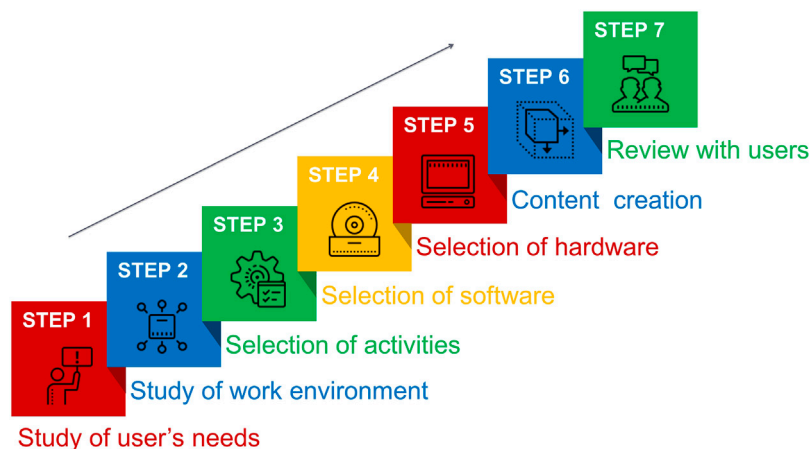 STEP 1
Study of user's needs
STEP 2
Study of work environment
STEP 3
Selection of activities
STEP 4
Selection of software
STEP 5
Selection of hardware
STEP 6
Content creation
STEP 7
Review with users